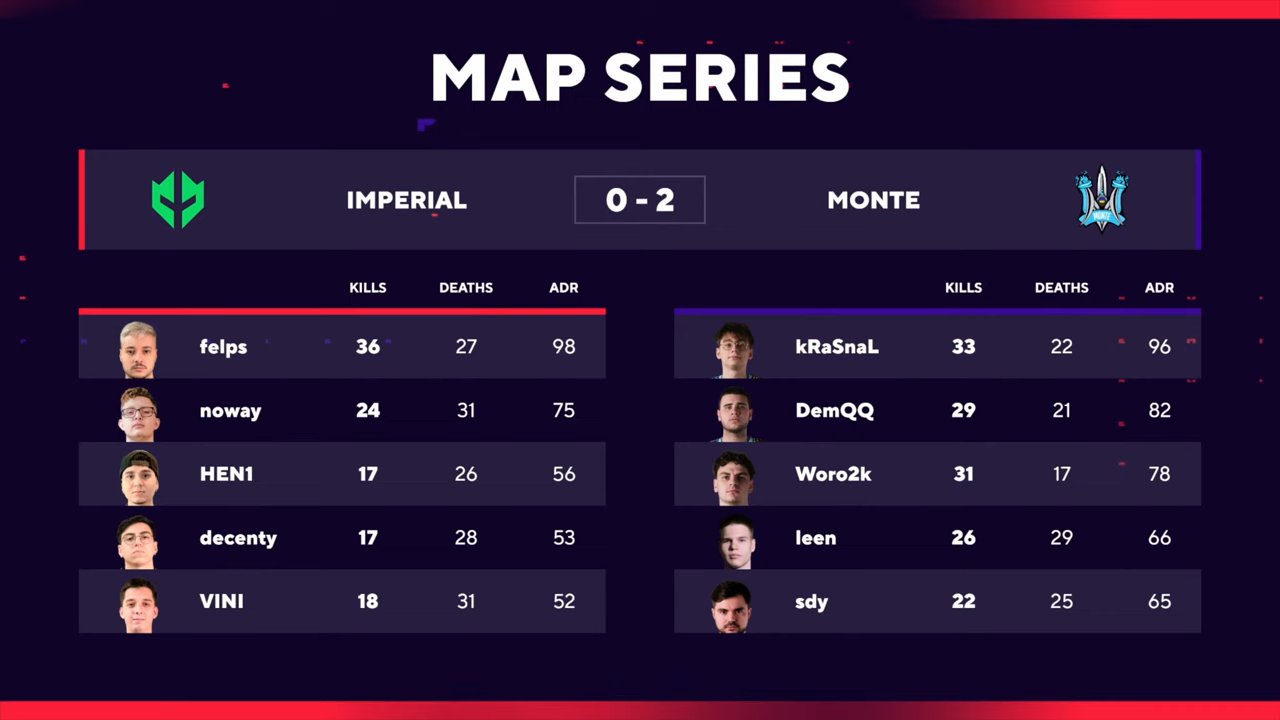 MAP SERIES
IMPERIAL 0 - 2 MONTE
MONTE
KILLS DEATHS ADR KILLS DEATHS ADR
felps 36 27 98 kRaSnaL 33 22 96
noway 24 31 75 DemQQ 29 21 82
HEN1 17 26 56 Woro2k 31 17 78
decenty 17 28 53 leen 26 29 66
VINI 18 31 52 sdy 22 25 65